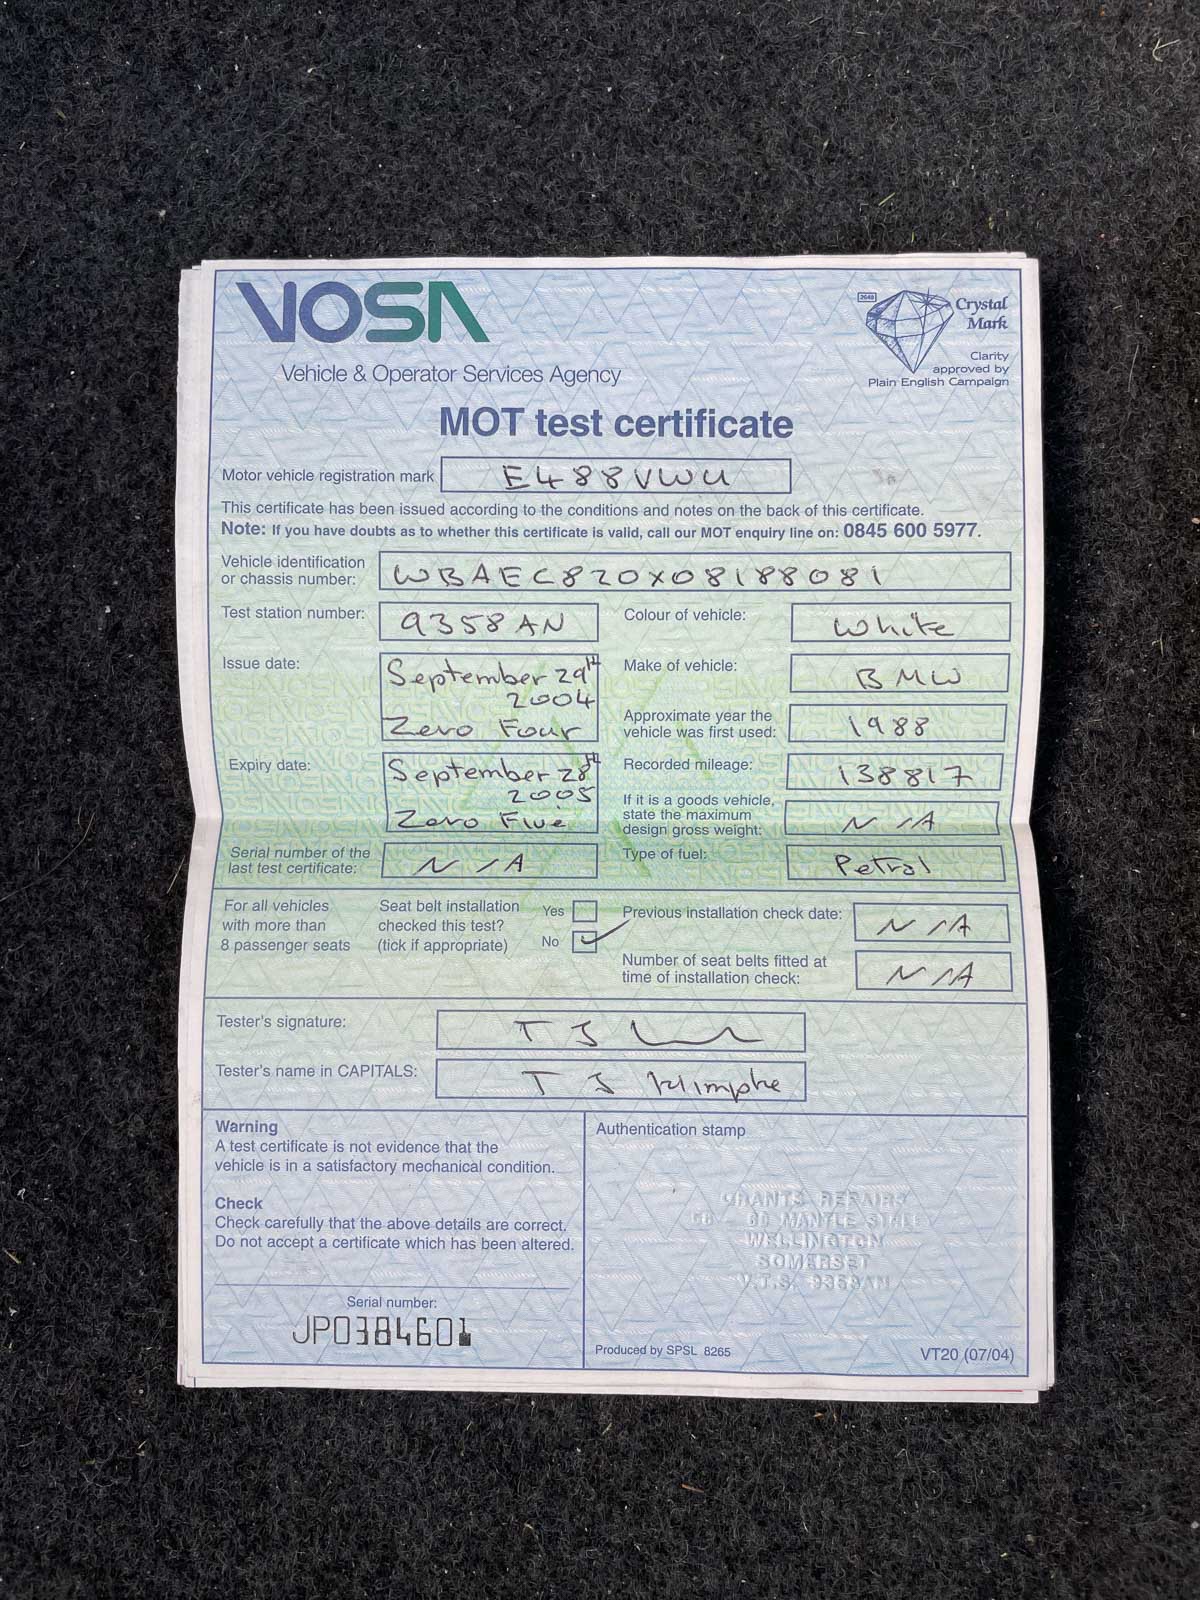 VOSA
Vehicle & Operator Services Agency
2648
Crystal
Mark
Clarity
approved by
Plain English Campaign
MOT test certificate
Motor vehicle registration mark E488VWU
This certificate has been issued according to the conditions and notes on the back of this certificate.
Note: If you have doubts as to whether this certificate is valid, call our MOT enquiry line on: 0845 600 5977.
Vehicle identification
or chassis number: WBAEC820X08188081
Test station number: 9358AN
Colour of vehicle: White
Issue date: September 29th
2004
Zero Four
Make of vehicle: BMW
Approximate year the
vehicle was first used: 1988
Expiry date: September 28th
2005
Zero Five
Recorded mileage: 138817
If it is a goods vehicle,
state the maximum
design gross weight: N/A
Serial number of the
last test certificate: N/A
Type of fuel: Petrol
For all vehicles
with more than
8 passenger seats
Seat belt installation
checked this test?
(tick if appropriate)
Yes
No
Previous installation check date: N/A
Number of seat belts fitted at
time of installation check: N/A
Tester's signature: T J
Tester's name in CAPITALS: T J
Warning
A test certificate is not evidence that the
vehicle is in a satisfactory mechanical condition.
Check
Check carefully that the above details are correct.
Do not accept a certificate which has been altered.
Serial number:
JP0384601
Authentication stamp
GRANTS REPAIRS
MANTLE STREET
WELLINGTON
SOMERSET
V.T.S.
Produced by SPSL 8265
VT20 (07/04)